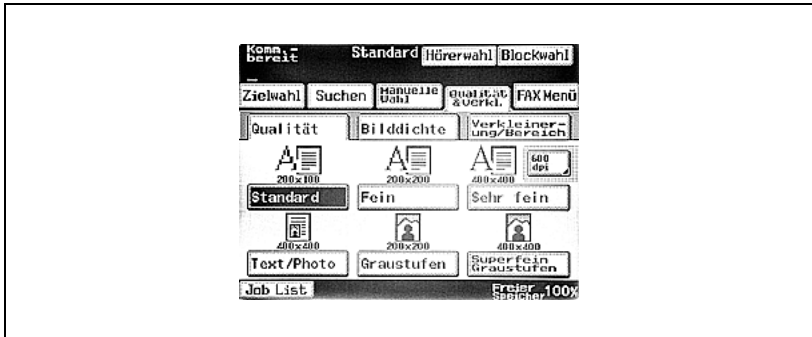 Komm.- Standard Hörerwahl Blockwahl
bereit
Zielwahl Suchen Manuelle Wahl Qualität &Verkl. FAX Menü
Qualität Bilddichte Verkleiner-ung/Bereich
600 dpi
200x100 200x200 400x400
Standard Fein Sehr fein
400x400 200x200 400x400
Text/Photo Graustufen Superfein Graustufen
Job List Freier Speicher 100%